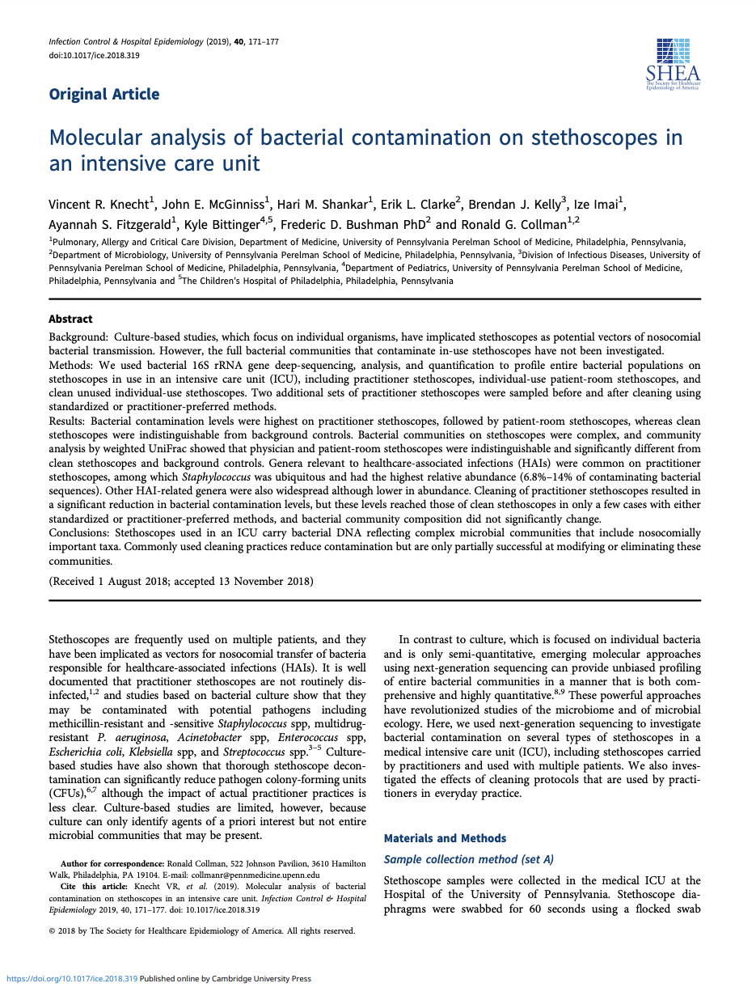 Infection Control & Hospital Epidemiology (2019), 40, 171–177
doi:10.1017/ice.2018.319
SHEA
The Society for Healthcare
Epidemiology of America
Original Article
Molecular analysis of bacterial contamination on stethoscopes in
an intensive care unit
Vincent R. Knecht1, John E. McGinniss1, Hari M. Shankar1, Erik L. Clarke2, Brendan J. Kelly3, Ize Imai1,
Ayannah S. Fitzgerald1, Kyle Bittinger4,5, Frederic D. Bushman PhD2 and Ronald G. Collman1,2
1Pulmonary, Allergy and Critical Care Division, Department of Medicine, University of Pennsylvania Perelman School of Medicine, Philadelphia, Pennsylvania,
2Department of Microbiology, University of Pennsylvania Perelman School of Medicine, Philadelphia, Pennsylvania, 3Division of Infectious Diseases, University of
Pennsylvania Perelman School of Medicine, Philadelphia, Pennsylvania, 4Department of Pediatrics, University of Pennsylvania Perelman School of Medicine,
Philadelphia, Pennsylvania and 5The Children's Hospital of Philadelphia, Philadelphia, Pennsylvania
Abstract
Background: Culture-based studies, which focus on individual organisms, have implicated stethoscopes as potential vectors of nosocomial
bacterial transmission. However, the full bacterial communities that contaminate in-use stethoscopes have not been investigated.
Methods: We used bacterial 16S rRNA gene deep-sequencing, analysis, and quantification to profile entire bacterial populations on
stethoscopes in use in an intensive care unit (ICU), including practitioner stethoscopes, individual-use patient-room stethoscopes, and
clean unused individual-use stethoscopes. Two additional sets of practitioner stethoscopes were sampled before and after cleaning using
standardized or practitioner-preferred methods.
Results: Bacterial contamination levels were highest on practitioner stethoscopes, followed by patient-room stethoscopes, whereas clean
stethoscopes were indistinguishable from background controls. Bacterial communities on stethoscopes were complex, and community
analysis by weighted UniFrac showed that physician and patient-room stethoscopes were indistinguishable and significantly different from
clean stethoscopes and background controls. Genera relevant to healthcare-associated infections (HAIs) were common on practitioner
stethoscopes, among which Staphylococcus was ubiquitous and had the highest relative abundance (6.8%–14% of contaminating bacterial
sequences). Other HAI-related genera were also widespread although lower in abundance. Cleaning of practitioner stethoscopes resulted in
a significant reduction in bacterial contamination levels, but these levels reached those of clean stethoscopes in only a few cases with either
standardized or practitioner-preferred methods, and bacterial community composition did not significantly change.
Conclusions: Stethoscopes used in an ICU carry bacterial DNA reflecting complex microbial communities that include nosocomially
important taxa. Commonly used cleaning practices reduce contamination but are only partially successful at modifying or eliminating these
communities.
(Received 1 August 2018; accepted 13 November 2018)
Stethoscopes are frequently used on multiple patients, and they
have been implicated as vectors for nosocomial transfer of bacteria
responsible for healthcare-associated infections (HAIs). It is well
documented that practitioner stethoscopes are not routinely dis-
infected,1,2 and studies based on bacterial culture show that they
may be contaminated with potential pathogens including
methicillin-resistant and -sensitive Staphylococcus spp, multidrug-
resistant P. aeruginosa, Acinetobacter spp, Enterococcus spp,
Escherichia coli, Klebsiella spp, and Streptococcus spp.3–5 Culture-
based studies have also shown that thorough stethoscope decon-
tamination can significantly reduce pathogen colony-forming units
(CFUs),6,7 although the impact of actual practitioner practices is
less clear. Culture-based studies are limited, however, because
culture can only identify agents of a priori interest but not entire
microbial communities that may be present.
Author for correspondence: Ronald Collman, 522 Johnson Pavilion, 3610 Hamilton
Walk, Philadelphia, PA 19104. E-mail: collmanr@pennmedicine.upenn.edu
Cite this article: Knecht VR, et al. (2019). Molecular analysis of bacterial
contamination on stethoscopes in an intensive care unit. Infection Control & Hospital
Epidemiology 2019, 40, 171–177. doi: 10.1017/ice.2018.319
© 2018 by The Society for Healthcare Epidemiology of America. All rights reserved.
In contrast to culture, which is focused on individual bacteria
and is only semi-quantitative, emerging molecular approaches
using next-generation sequencing can provide unbiased profiling
of entire bacterial communities in a manner that is both com-
prehensive and highly quantitative.8,9 These powerful approaches
have revolutionized studies of the microbiome and of microbial
ecology. Here, we used next-generation sequencing to investigate
bacterial contamination on several types of stethoscopes in a
medical intensive care unit (ICU), including stethoscopes carried
by practitioners and used with multiple patients. We also inves-
tigated the effects of cleaning protocols that are used by practi-
tioners in everyday practice.
Materials and Methods
Sample collection method (set A)
Stethoscope samples were collected in the medical ICU at the
Hospital of the University of Pennsylvania. Stethoscope dia-
phragms were swabbed for 60 seconds using a flocked swab
https://doi.org/10.1017/ice.2018.319 Published online by Cambridge University Press